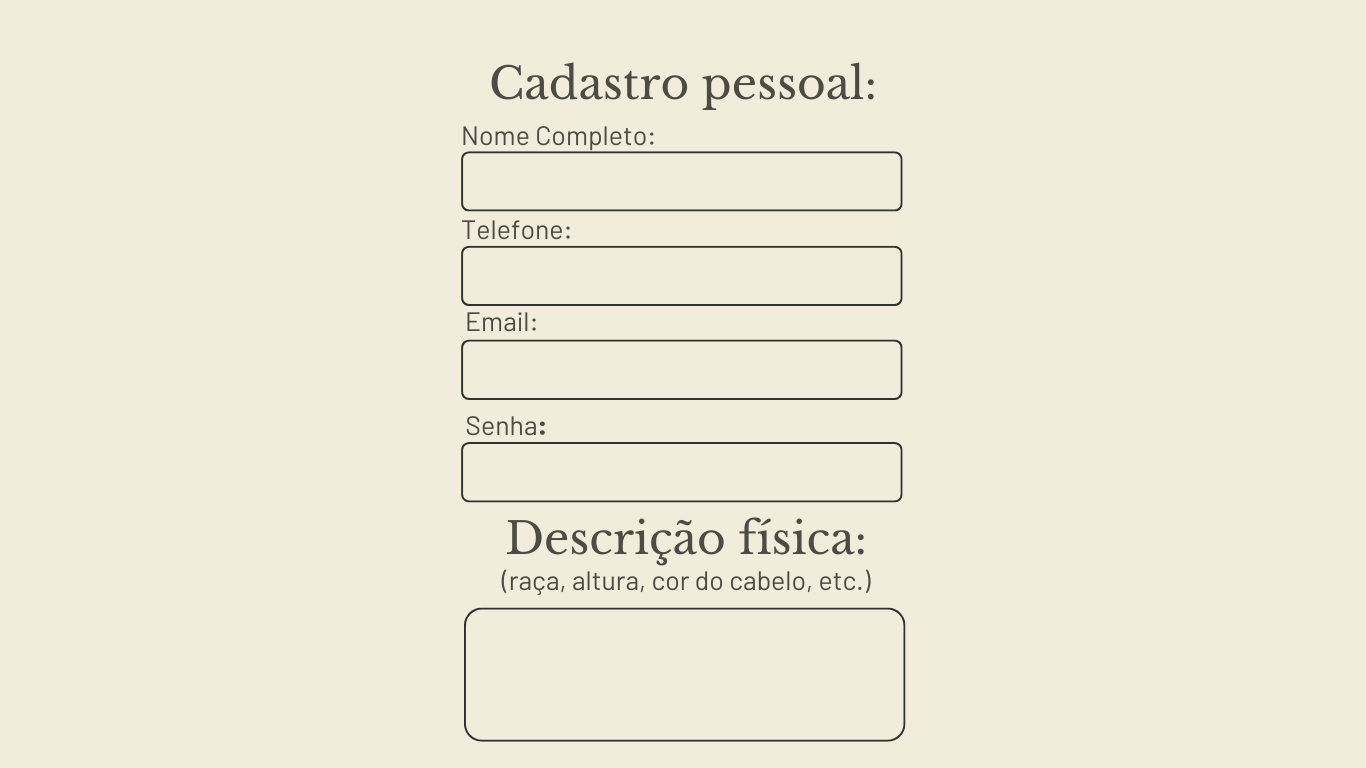 Cadastro pessoal:
Nome Completo:
Telefone:
Email:
Senha:
Descrição física:
(raça, altura, cor do cabelo, etc.)